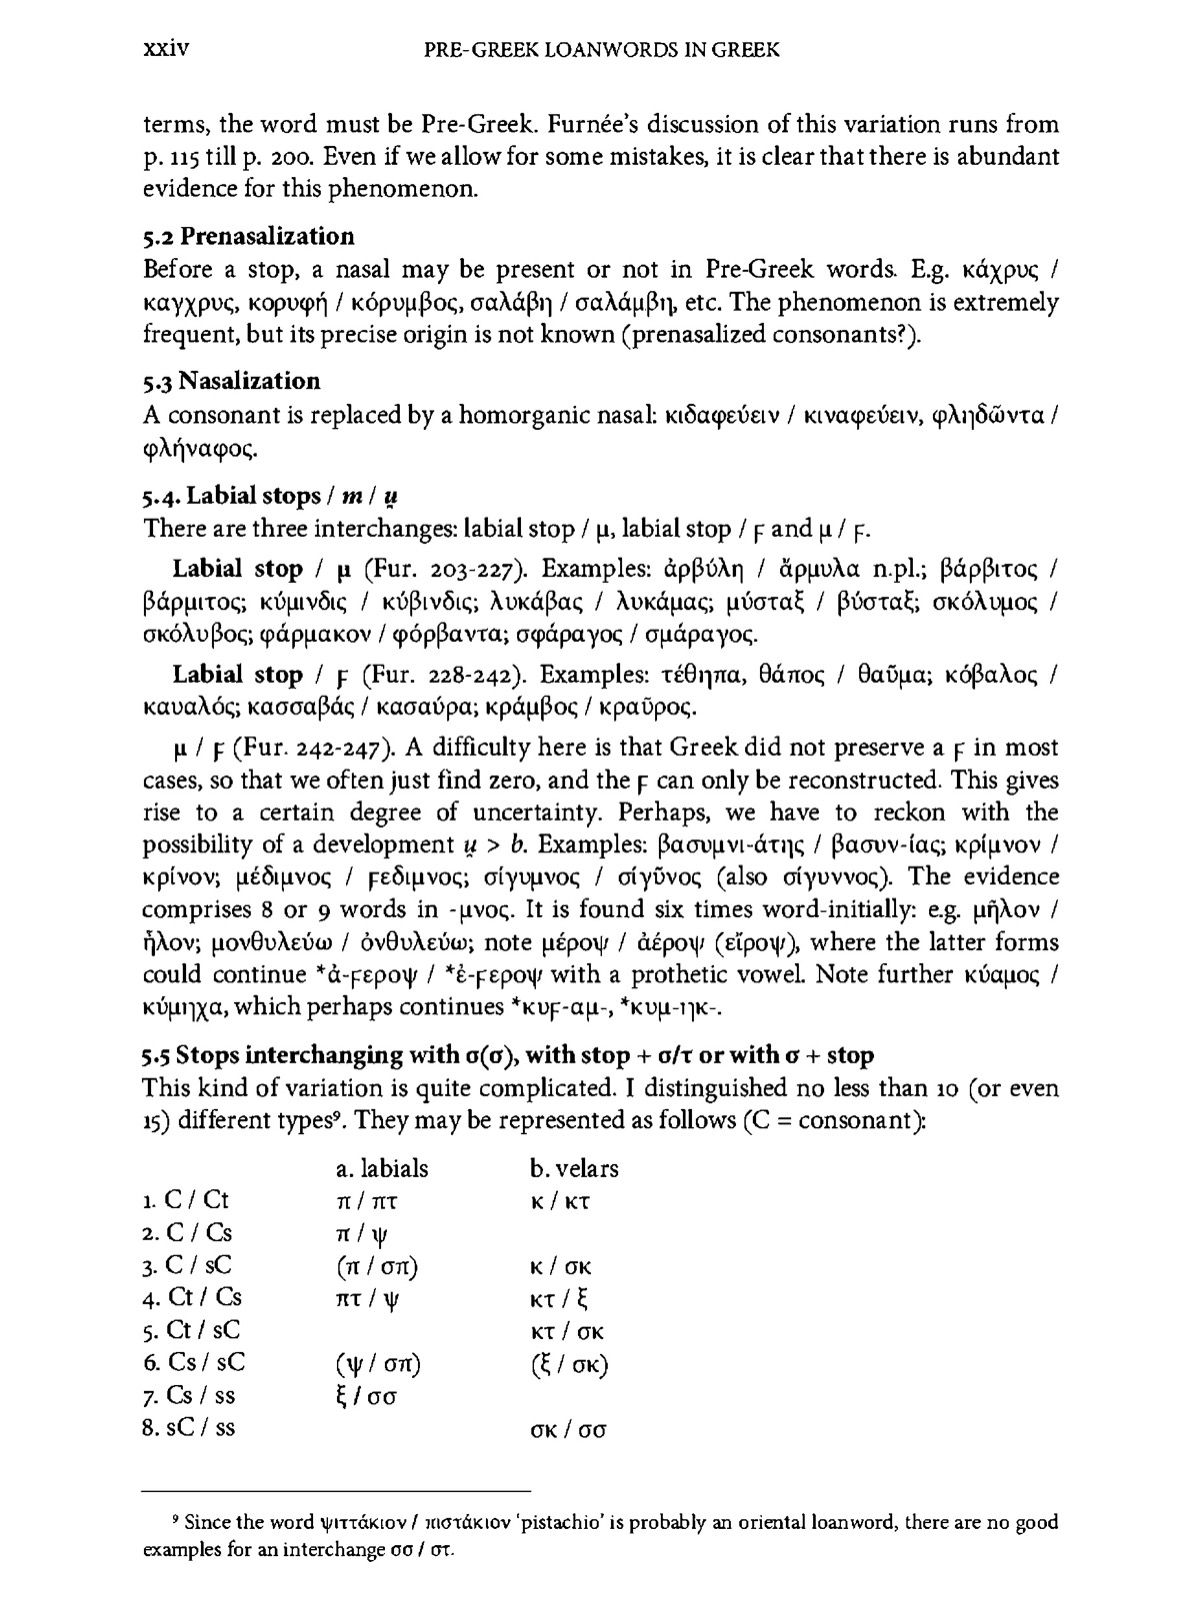 xxiv PRE-GREEK LOANWORDS IN GREEK
terms, the word must be Pre-Greek. Furnée's discussion of this variation runs from
p. 115 till p. 200. Even if we allow for some mistakes, it is clear that there is abundant
evidence for this phenomenon.
5.2 Prenasalization
Before a stop, a nasal may be present or not in Pre-Greek words. E.g. κάχρυς /
καγχρυς, κορυφή / κόρυμβος, σαλάβη / σαλάμβη, etc. The phenomenon is extremely
frequent, but its precise origin is not known (prenasalized consonants?).
5.3 Nasalization
A consonant is replaced by a homorganic nasal: κιδαφεύειν / κιναφεύειν, φληδῶντα /
φλήναφος.
5.4. Labial stops / m / u̯
There are three interchanges: labial stop / μ, labial stop / ϝ and μ / ϝ.
Labial stop / μ (Fur. 203-227). Examples: ἀρβύλη / ἄρμυλα n.pl.; βάρβιτος /
βάρμιτος; κύμινδις / κύβινδις; λυκάβας / λυκάμας; μύσταξ / βύσταξ; σκόλυμος /
σκόλυβος; φάρμακον / φόρβαντα; σφάραγος / σμάραγος.
Labial stop / ϝ (Fur. 228-242). Examples: τέθηπα, θάπος / θαῦμα; κόβαλος /
καυαλός; κασσαβάς / κασαύρα; κράμβος / κραῦρος.
μ / ϝ (Fur. 242-247). A difficulty here is that Greek did not preserve a ϝ in most
cases, so that we often just find zero, and the ϝ can only be reconstructed. This gives
rise to a certain degree of uncertainty. Perhaps, we have to reckon with the
possibility of a development u̯ > b. Examples: βασυμνι-άτης / βασυν-ίας; κρίμνον /
κρίνον; μέδιμνος / ϝεδιμνος; σίγυμνος / σίγῦνος (also σίγυννος). The evidence
comprises 8 or 9 words in -μνος. It is found six times word-initially: e.g. μῆλον /
ἦλον; μονθυλεύω / ὀνθυλεύω; note μέροψ / ἀέροψ (εἴροψ), where the latter forms
could continue *ἀ-ϝεροψ / *ἐ-ϝεροψ with a prothetic vowel. Note further κύαμος /
κύμηχα, which perhaps continues *κυϝ-αμ-, *κυμ-ηκ-.
5.5 Stops interchanging with σ(σ), with stop + σ/τ or with σ + stop
This kind of variation is quite complicated. I distinguished no less than 10 (or even
15) different types⁹. They may be represented as follows (C = consonant):
a. labials b. velars
1. C / Ct π / πτ κ / κτ
2. C / Cs π / ψ
3. C / sC (π / σπ) κ / σκ
4. Ct / Cs πτ / ψ κτ / ξ
5. Ct / sC κτ / σκ
6. Cs / sC (ψ / σπ) (ξ / σκ)
7. Cs / ss ξ / σσ
8. sC / ss σκ / σσ
⁹ Since the word ψιττάκιον / πιστάκιον 'pistachio' is probably an oriental loanword, there are no good
examples for an interchange σσ / στ.